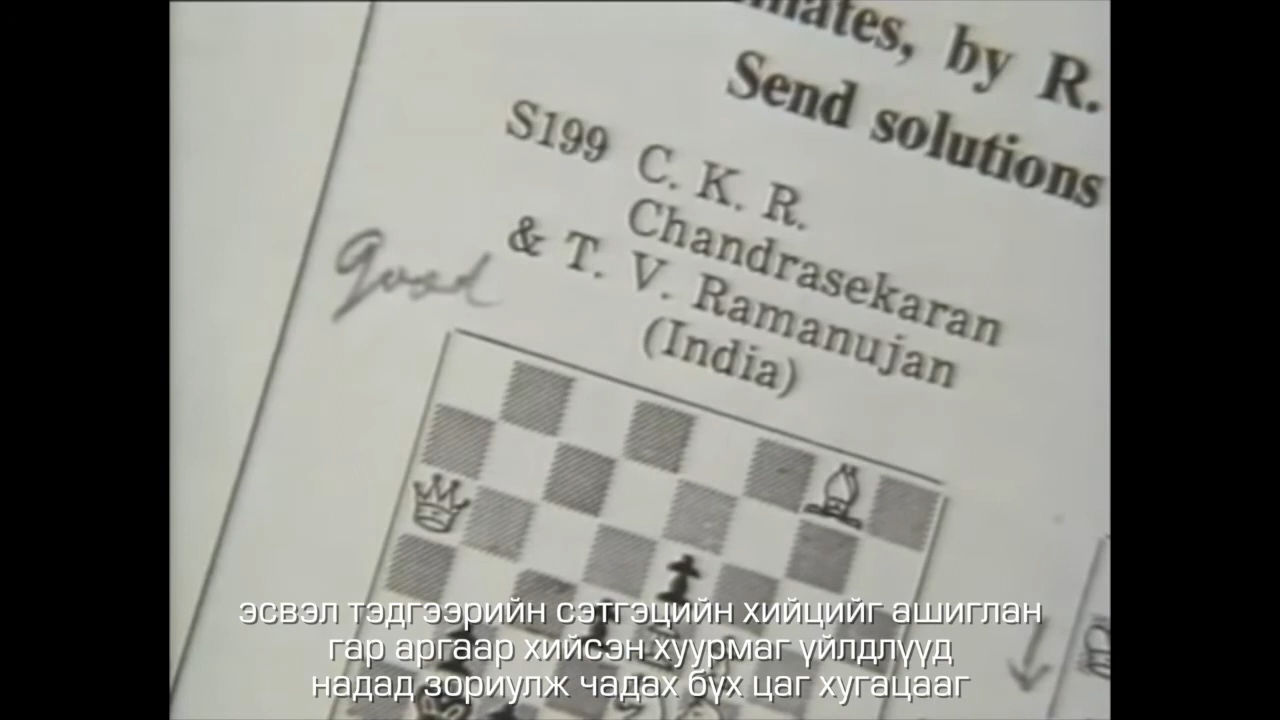 by R.
Send solutions
S199 C. K. R.
Chandrasekaran
& T. V. Ramanujan
(India)
good
эсвэл тэдгээрийн сэтгэцийн хийцийг ашиглан
гар аргаар хийсэн хуурмаг үйлдлүүд
надад зориулж чадах бүх цаг хугацааг